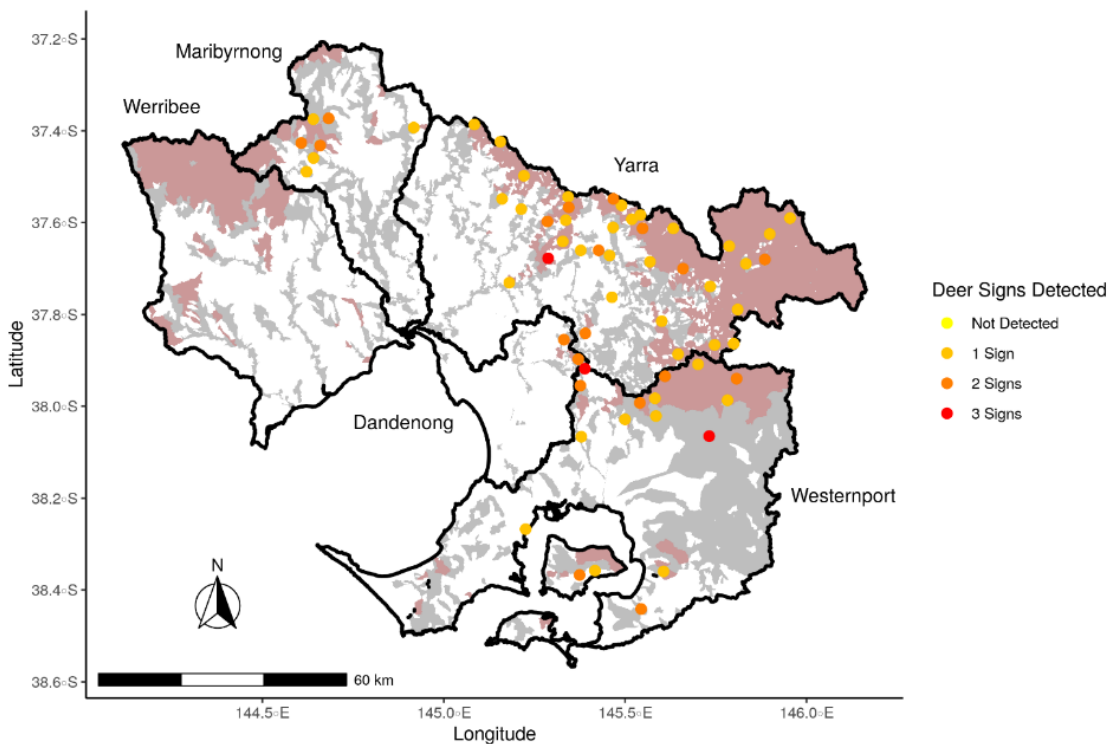 37.2°S
37.4°S
37.6°S
37.8°S
38.0°S
38.2°S
38.4°S
38.6°S
Latitude
Maribyrnong
Werribee
Yarra
Dandenong
Westernport
N
60 km
144.5°E
145.0°E
145.5°E
146.0°E
Longitude
Deer Signs Detected
Not Detected
1 Sign
2 Signs
3 Signs